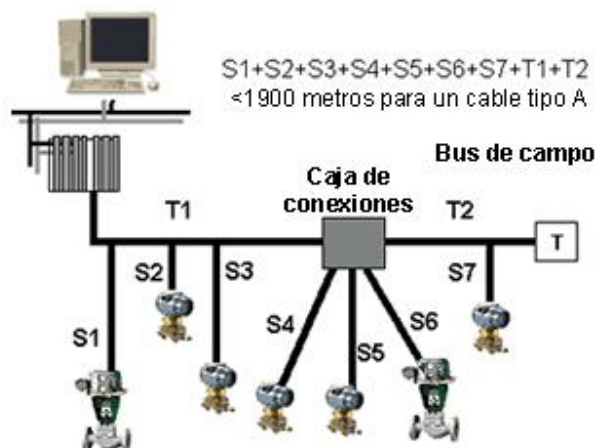 S1+S2+S3+S4+S5+S6+S7+T1+T2
<1900 metros para un cable tipo A
Bus de campo
Caja de
conexiones
T1
T2
T
S2
S3
S7
S1
S4
S5
S6